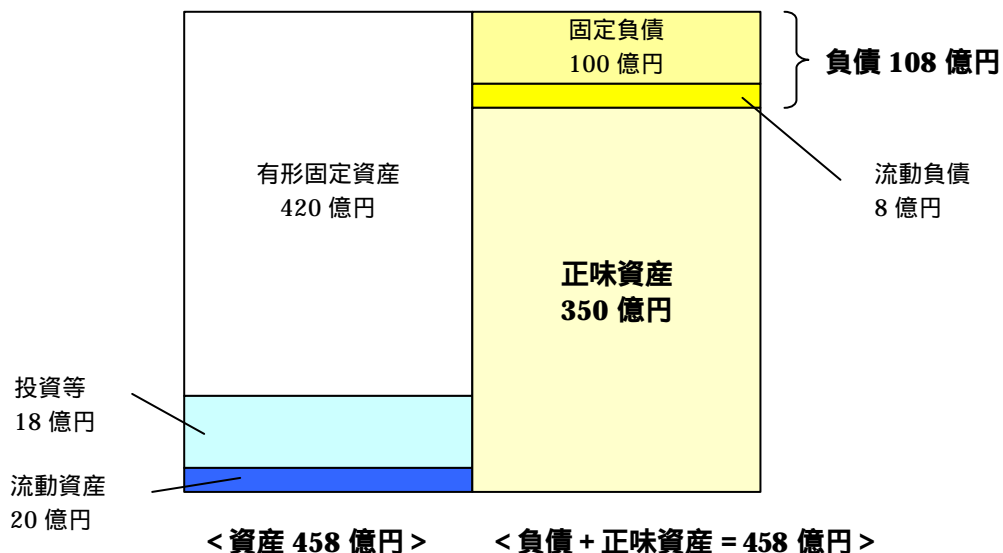 固定負債
100 億円
負債 108 億円
有形固定資産
420 億円
流動負債
8 億円
正味資産
350 億円
投資等
18 億円
流動資産
20 億円
<資産 458 億円>
<負債+正味資産=458 億円>